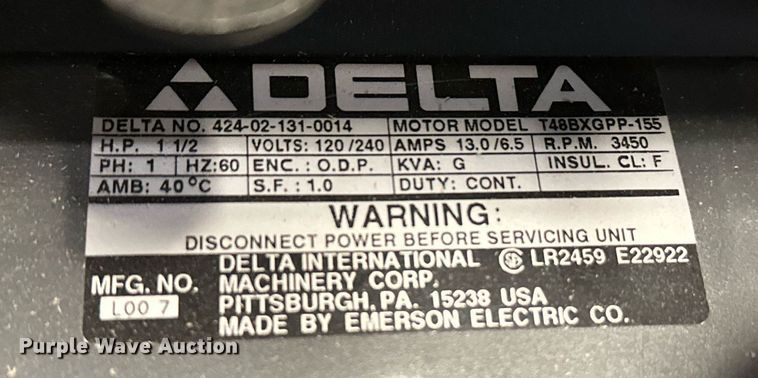 DELTA
DELTA NO. 424-02-131-0014 MOTOR MODEL T48BXGPP-155
H.P. 1 1/2 VOLTS: 120/240 AMPS 13.0/6.5 R.P.M. 3450
PH: 1 HZ:60 ENC.: O.D.P. KVA: G INSUL. CL: F
AMB: 40°C S.F.: 1.0 DUTY: CONT.
WARNING:
DISCONNECT POWER BEFORE SERVICING UNIT
DELTA INTERNATIONAL LR2459 E22922
MFG. NO. MACHINERY CORP.
L00 7 PITTSBURGH, PA. 15238 USA
MADE BY EMERSON ELECTRIC CO.
Purple Wave Auction